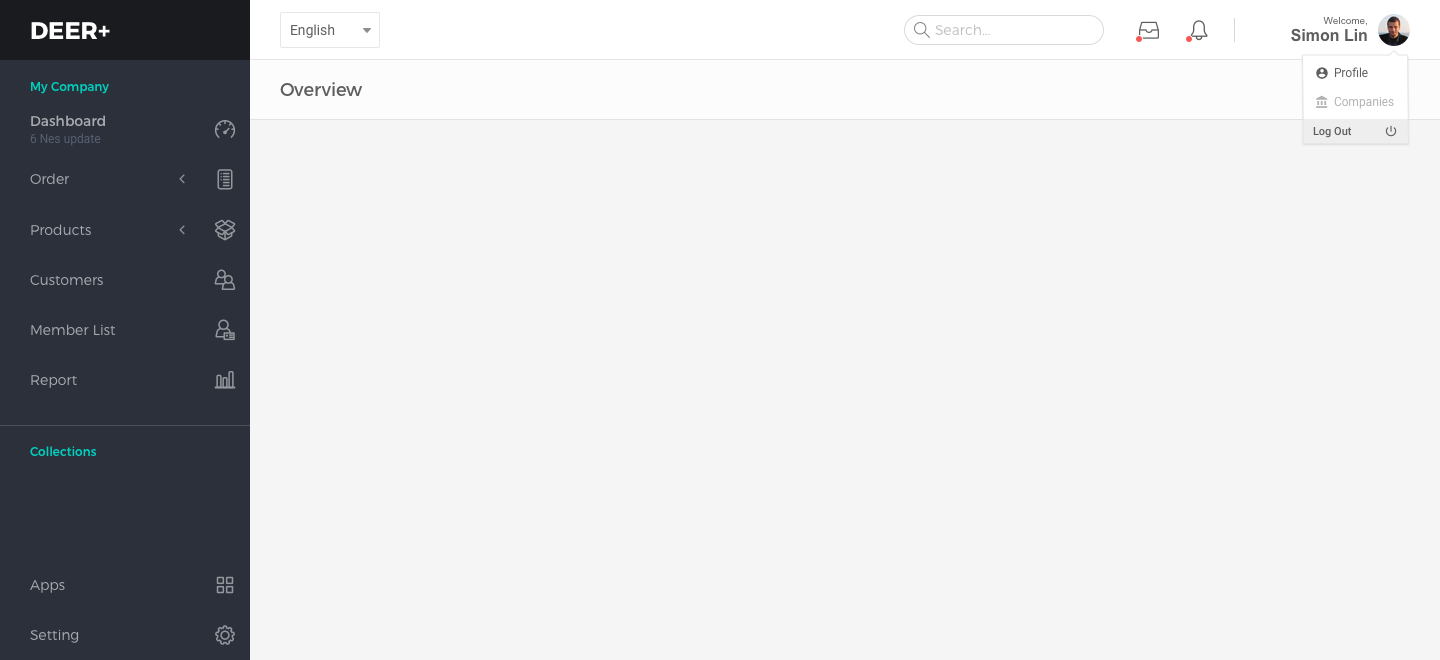 DEER+
English
Search...
Welcome,
Simon Lin
Profile
Companies
Log Out
Overview
My Company
Dashboard
6 Nes update
Order
Products
Customers
Member List
Report
Collections
Apps
Setting